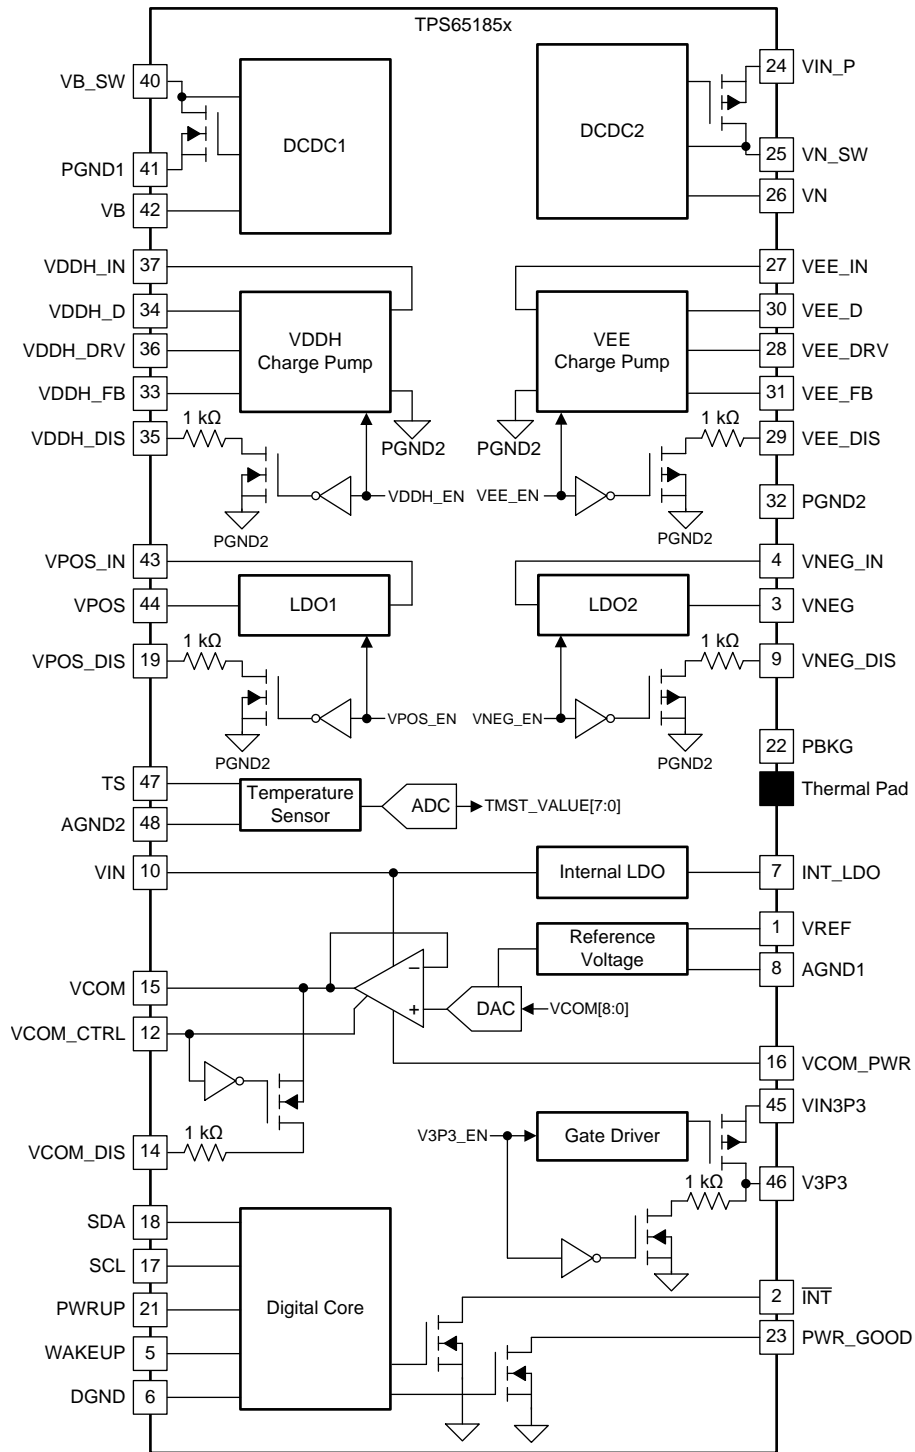 TPS65185x
VB_SW 40
PGND1 41
VB 42
DCDC1
DCDC2
24 VIN_P
25 VN_SW
26 VN
VDDH_IN 37
VDDH_D 34
VDDH_DRV 36
VDDH_FB 33
VDDH_DIS 35
1 kΩ
VDDH
Charge Pump
PGND2
VDDH_EN
PGND2
27 VEE_IN
30 VEE_D
28 VEE_DRV
31 VEE_FB
29 VEE_DIS
1 kΩ
VEE
Charge Pump
PGND2
VEE_EN
PGND2
32 PGND2
VPOS_IN 43
VPOS 44
VPOS_DIS 19
1 kΩ
LDO1
VPOS_EN
PGND2
4 VNEG_IN
3 VNEG
9 VNEG_DIS
1 kΩ
LDO2
VNEG_EN
PGND2
22 PBKG
Thermal Pad
TS 47
AGND2 48
Temperature
Sensor
ADC
TMST_VALUE[7:0]
VIN 10
Internal LDO
7 INT_LDO
1 VREF
8 AGND1
Reference
Voltage
VCOM 15
VCOM_CTRL 12
−
+
DAC
VCOM[8:0]
16 VCOM_PWR
VCOM_DIS 14
1 kΩ
V3P3_EN
Gate Driver
45 VIN3P3
46 V3P3
1 kΩ
SDA 18
SCL 17
PWRUP 21
WAKEUP 5
DGND 6
Digital Core
2 INT
23 PWR_GOOD